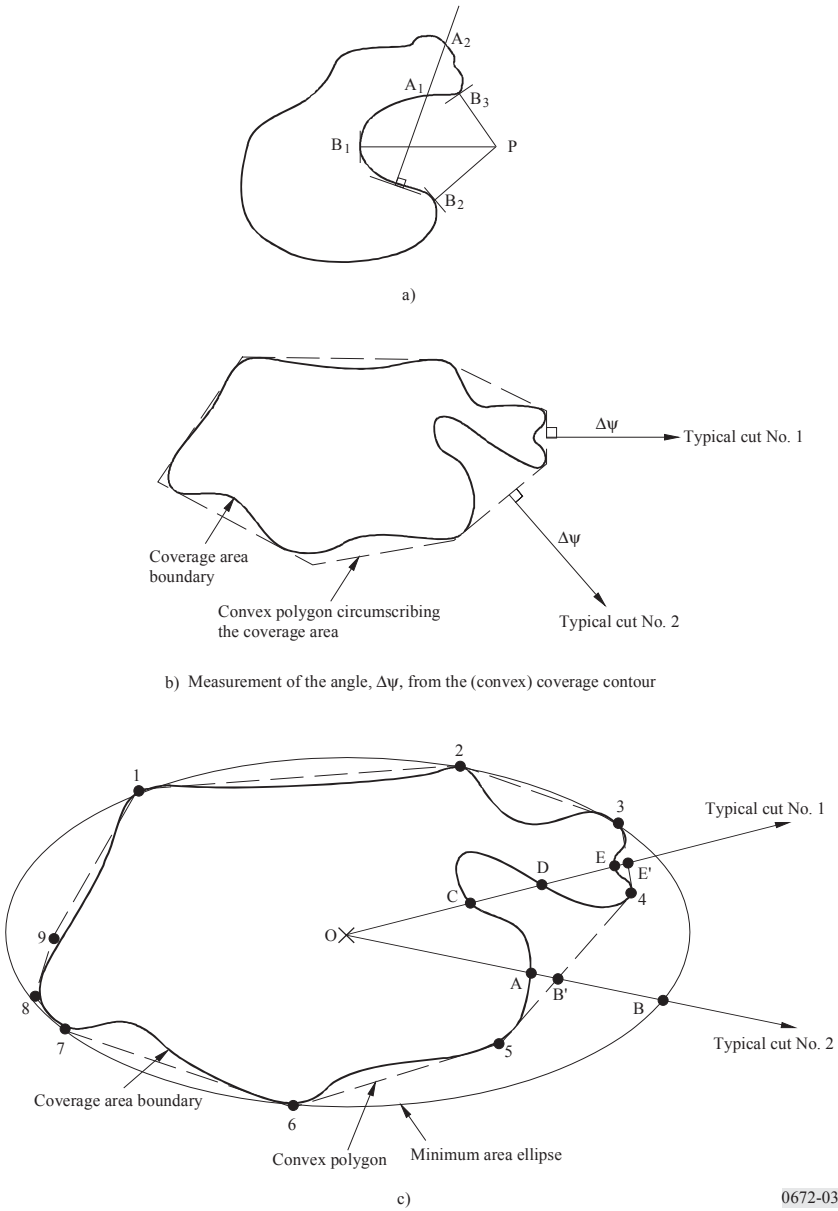 A2
A1
B3
B1
P
B2
a)
Δψ
Typical cut No. 1
Δψ
Coverage area
boundary
Convex polygon circumscribing
the coverage area
Typical cut No. 2
b) Measurement of the angle, Δψ, from the (convex) coverage contour
1
2
3
Typical cut No. 1
E
E'
D
C
4
O
9
A
B'
B
8
7
5
Typical cut No. 2
Coverage area boundary
6
Convex polygon
Minimum area ellipse
c)
0672-03